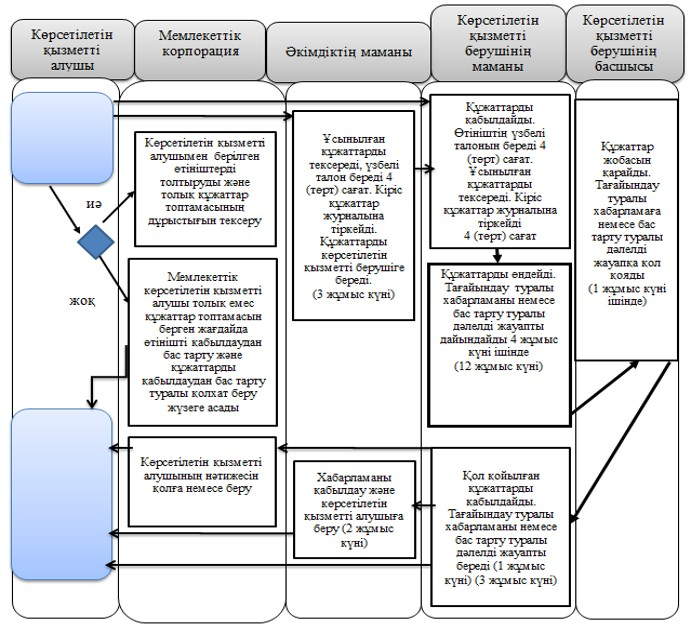 Көрсетілетін
қызметті
алушы
Мемлекеттік
корпорация
Әкімдіктің маманы
Көрсетілетін
қызметті
берушінің
маманы
Көрсетілетін
қызметті
берушінің
басшысы
иә
жоқ
Көрсетілетін қызметті
алушымен берілген
өтініштерді
толтыруды және
толық құжаттар
топтамасының
дұрыстығын тексеру
Мемлекеттік
көрсетілетін қызметті
алушы толық емес
құжаттар топтамасын
берген жағдайда
өтінішті қабылдаудан
бас тарту және
құжаттарды
қабылдаудан бас тарту
туралы қолхат беру
жүзеге асады
Көрсетілетін қызметті
алушының нәтижесін
қолға немесе беру
Ұсынылған
құжаттарды
тексереді, үзбелі
талон береді 4
(төрт) сағат. Кіріс
құжаттар
журналына
тіркейді.
Құжаттарды
көрсетілетін
қызметті берушіге
береді.
(3 жұмыс күні)
Хабарламаны
қабылдау және
көрсетілетін
қызметті алушыға
беру (2 жұмыс
күні)
Құжаттарды
қабылдайды.
Өтініштің үзбелі
талонын береді 4
(төрт) сағат.
Ұсынылған
құжаттарды
тексереді. Кіріс
құжаттар журналына
тіркейді
4 (төрт) сағат
Құжаттарды өңдейді.
Тағайындау туралы
хабарламаны немесе
бас тарту туралы
дәлелді жауапты
дайындайды 4 жұмыс
күні ішінде
(12 жұмыс күні)
Қол қойылған
құжаттарды
қабылдайды.
Тағайындау туралы
хабарламаны немесе
бас тарту туралы
дәлелді жауапты
береді (1 жұмыс
күні) (3 жұмыс күні)
Құжаттар
жобасын
қарайды.
Тағайындау
туралы
хабарламаға
немесе бас
тарту туралы
дәлелді
жауапқа қол
қояды
(1 жұмыс күні
ішінде)